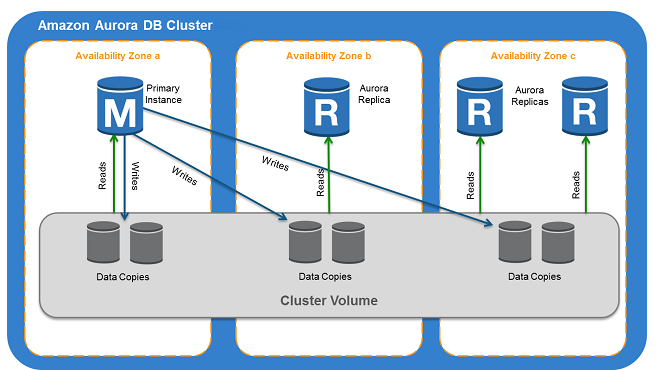 Amazon Aurora DB Cluster
Availability Zone a
Availability Zone b
Availability Zone c
M
Primary
Instance
R
Aurora
Replica
R
Aurora
Replicas
R
Reads
Writes
Writes
Reads
Writes
Reads
Reads
Data Copies
Data Copies
Data Copies
Cluster Volume